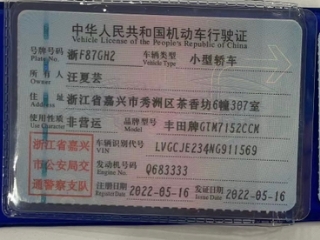 中华人民共和国机动车行驶证
Vehicle License of the People's Republic of China
号牌号码 浙F87GH2 车辆类型 小型轿车
Plate No. Vehicle Type
所有人 汪夏芸
Owner
住址 浙江省嘉兴市秀洲区茶香坊6幢307室
Address
使用性质 非营运 品牌型号 丰田牌GTM7152CCM
Use Character Model
浙江省嘉兴 车辆识别代号 LVGCJE234NG911569
VIN
市公安局交 发动机号码 Q683333
Engine No.
通警察支队 注册日期 2022-05-16 发证日期 2022-05-16
Register Date Issue Date